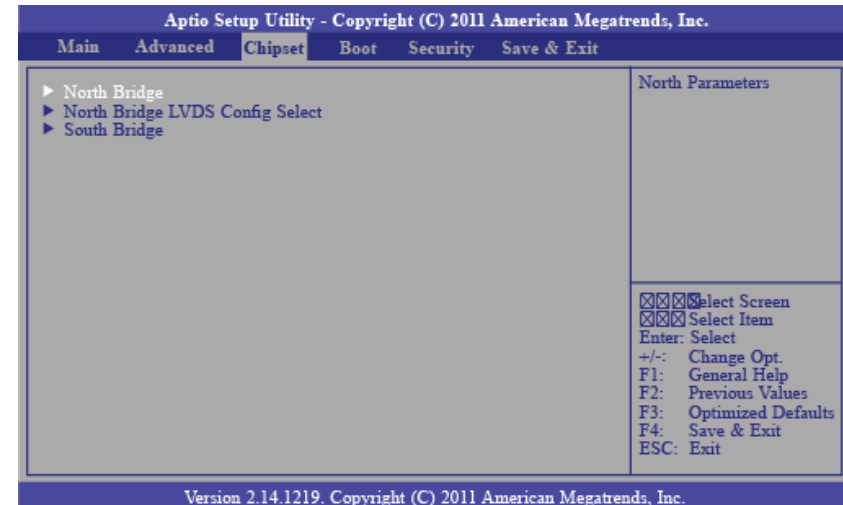 Aptio Setup Utility - Copyright (C) 2011 American Megatrends, Inc.
Main Advanced Chipset Boot Security Save & Exit
North Bridge
North Bridge LVDS Config Select
South Bridge
North Parameters
Select Screen
Select Item
Enter: Select
+/-: Change Opt.
F1: General Help
F2: Previous Values
F3: Optimized Defaults
F4: Save & Exit
ESC: Exit
Version 2.14.1219. Copyright (C) 2011 American Megatrends, Inc.